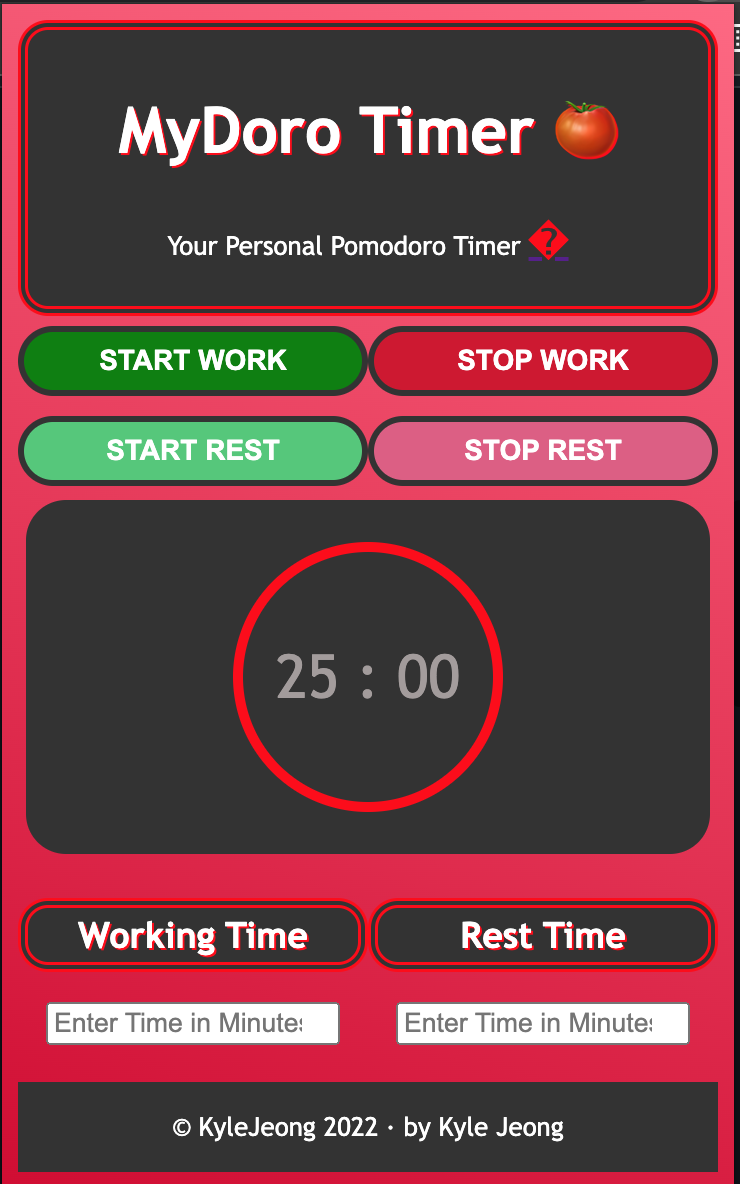 MyDoro Timer 🍅
Your Personal Pomodoro Timer �
START WORK
STOP WORK
START REST
STOP REST
25 : 00
Working Time
Rest Time
Enter Time in Minutes
Enter Time in Minutes
© KyleJeong 2022 · by Kyle Jeong